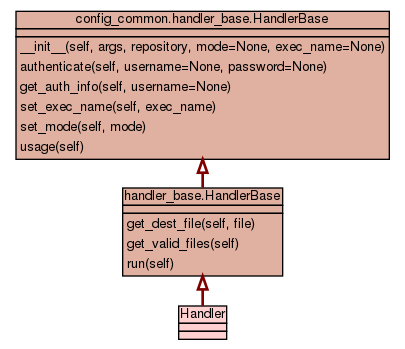 config_common.handler_base.HandlerBase
__init__(self, args, repository, mode=None, exec_name=None)
authenticate(self, username=None, password=None)
get_auth_info(self, username=None)
set_exec_name(self, exec_name)
set_mode(self, mode)
usage(self)
handler_base.HandlerBase
get_dest_file(self, file)
get_valid_files(self)
run(self)
Handler